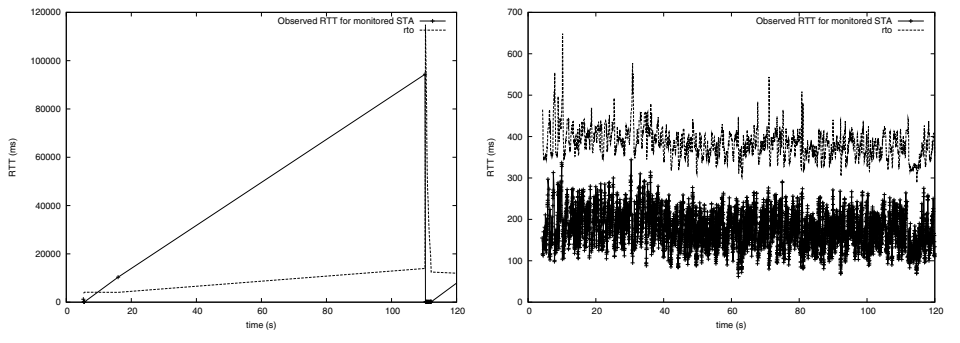 120000
100000
80000
60000
40000
20000
0
RTT (ms)
Observed RTT for monitored STA
rto
0 20 40 60 80 100 120
time (s)
700
600
500
400
300
200
100
0
RTT (ms)
Observed RTT for monitored STA
rto
0 20 40 60 80 100 120
time (s)